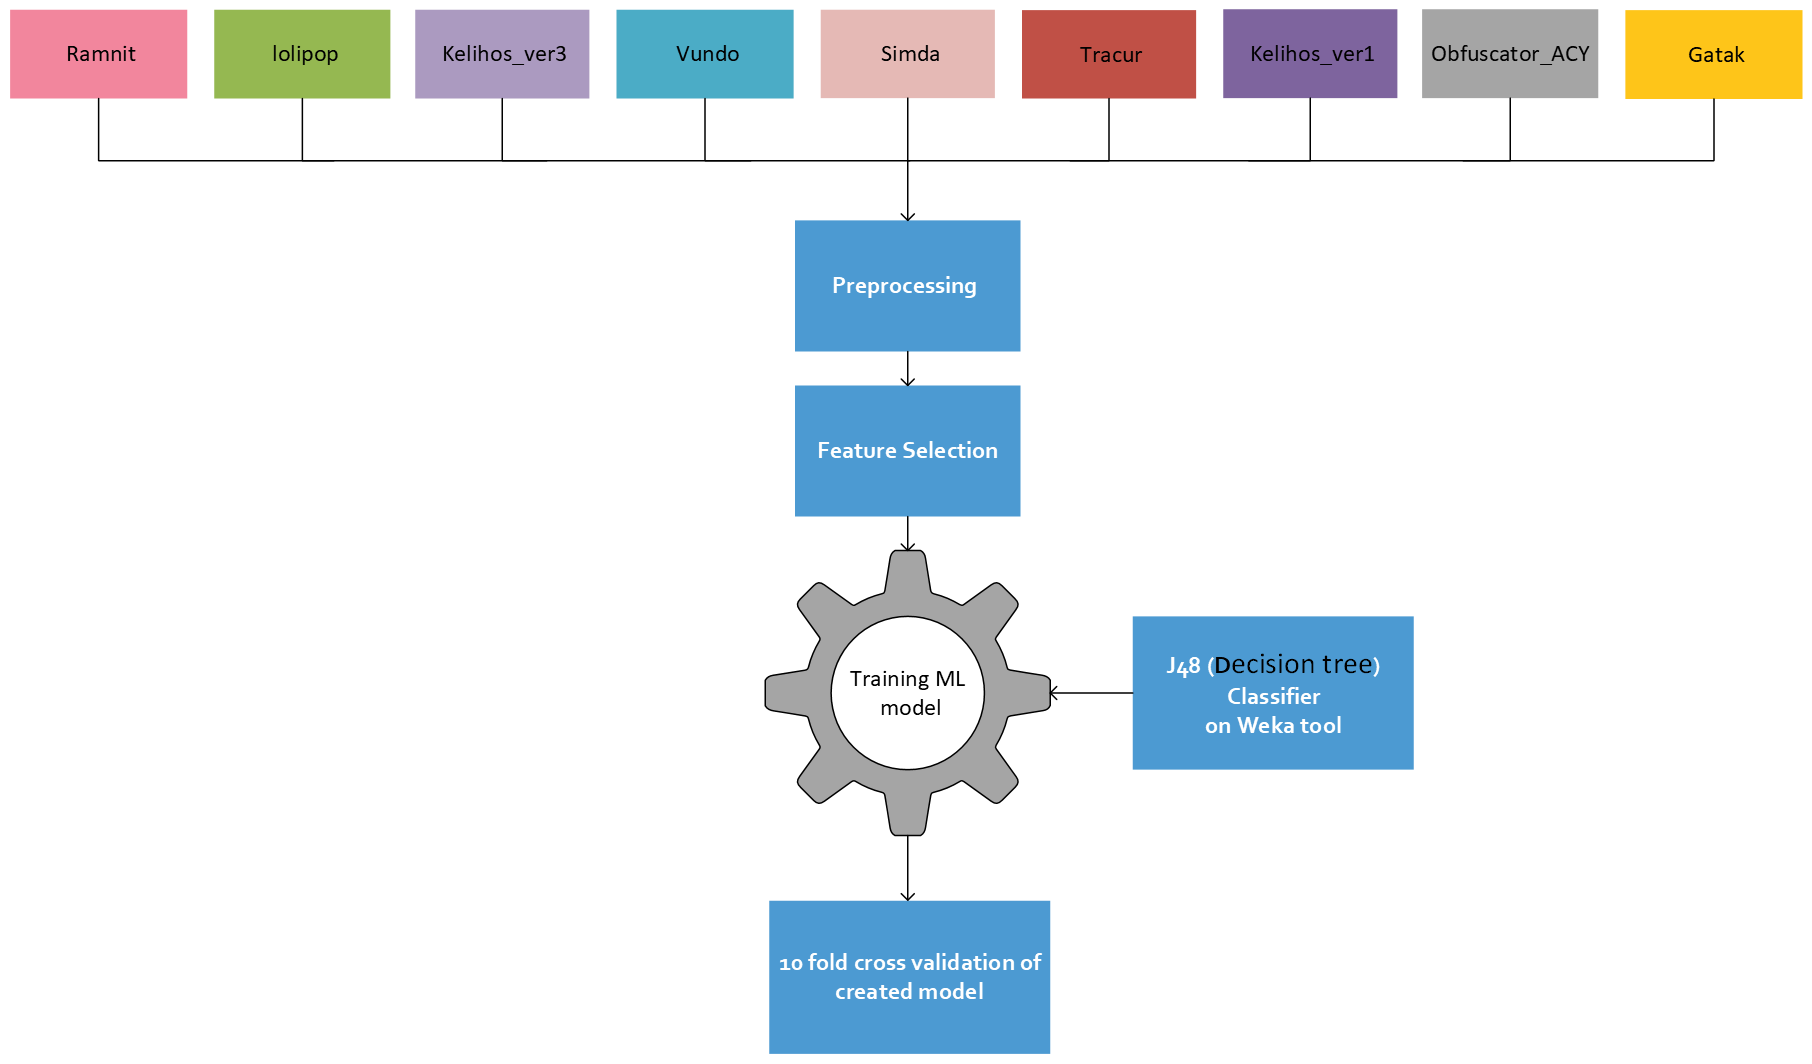 Ramnit
lolipop
Kelihos_ver3
Vundo
Simda
Tracur
Kelihos_ver1
Obfuscator_ACY
Gatak
Preprocessing
Feature Selection
Training ML
model
J48 (Decision tree)
Classifier
on Weka tool
10 fold cross validation of
created model